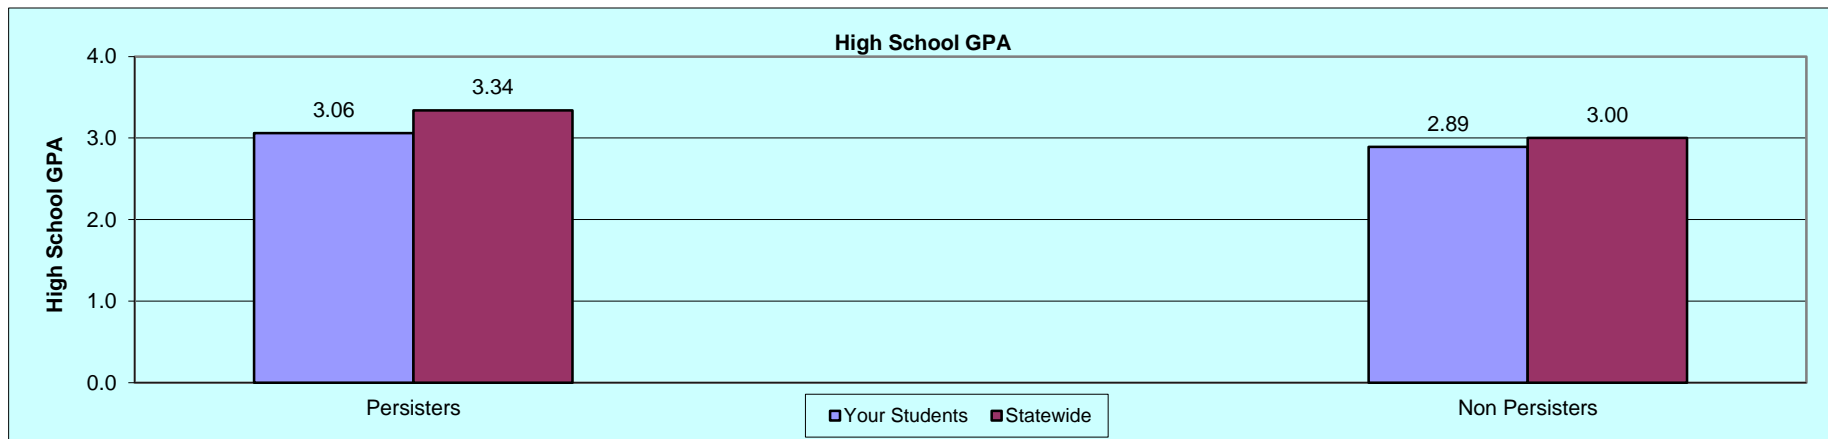 High School GPA
4.0
3.0
2.0
1.0
0.0
High School GPA
3.06
3.34
2.89
3.00
Persisters
Non Persisters
Your Students
Statewide